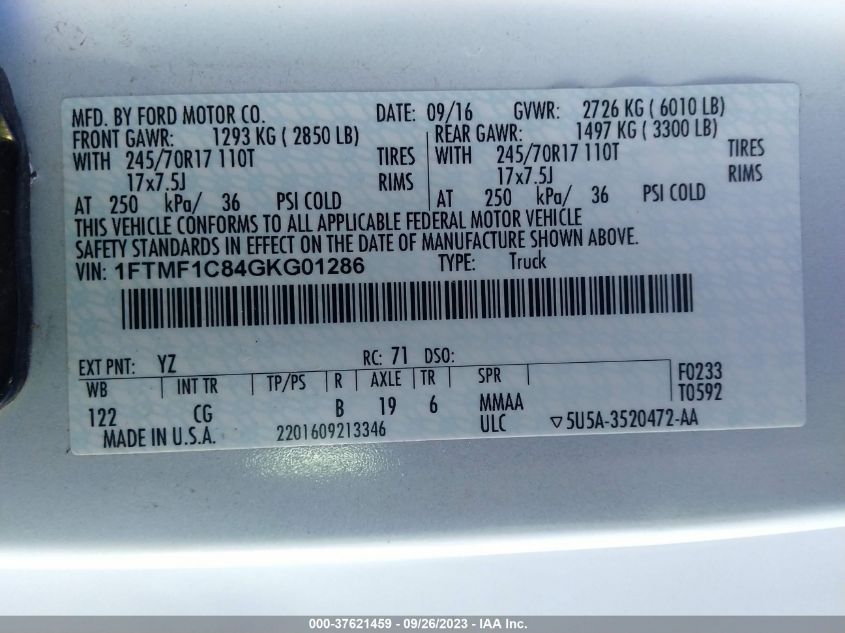 MFD. BY FORD MOTOR CO. DATE: 09/16 GVWR: 2726 KG ( 6010 LB)
FRONT GAWR: 1293 KG ( 2850 LB) REAR GAWR: 1497 KG ( 3300 LB)
WITH 245/70R17 110T TIRES WITH 245/70R17 110T TIRES
17x7.5J RIMS 17x7.5J RIMS
AT 250 kPa/ 36 PSI COLD AT 250 kPa/ 36 PSI COLD
THIS VEHICLE CONFORMS TO ALL APPLICABLE FEDERAL MOTOR VEHICLE
SAFETY STANDARDS IN EFFECT ON THE DATE OF MANUFACTURE SHOWN ABOVE.
VIN: 1FTMF1C84GKG01286 TYPE: Truck
EXT PNT: YZ RC: 71 DSO:
WB INT TR TP/PS R AXLE TR SPR F0233
122 CG B 19 6 MMAA T0592
MADE IN U.S.A. 2201609213346 ULC ▽5U5A-3520472-AA
000-37621459 - 09/26/2023 - IAA Inc.